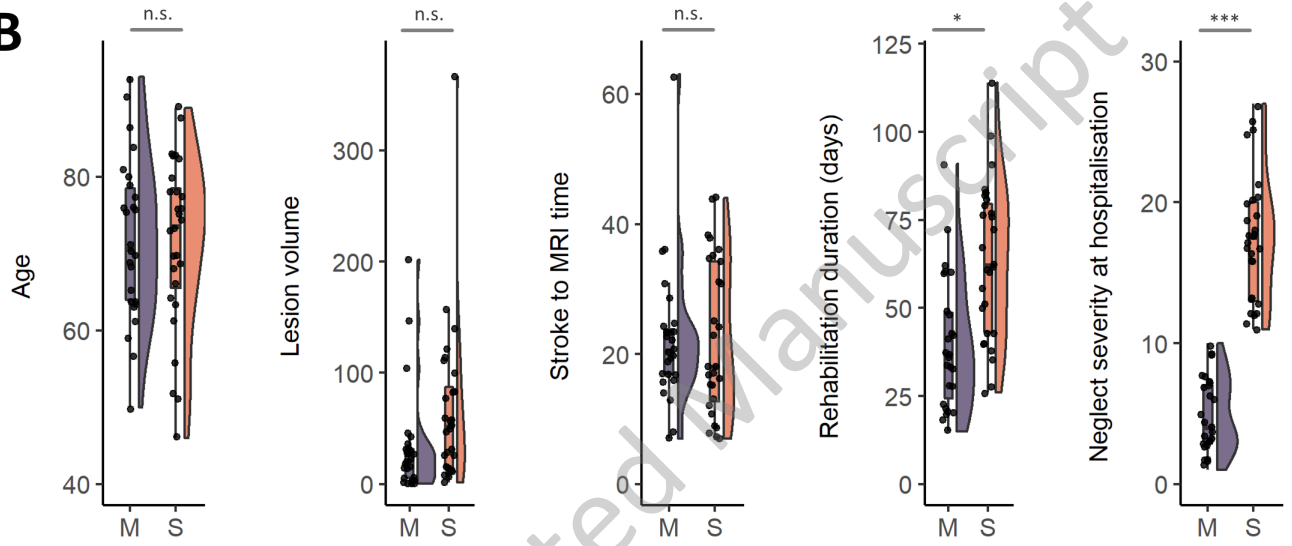 B
n.s.
n.s.
n.s.
*
***
Age
80
60
40
M S
Lesion volume
300
200
100
0
M S
Stroke to MRI time
60
40
20
0
M S
Rehabilitation duration (days)
125
100
75
50
25
0
M S
Neglect severity at hospitalisation
30
20
10
0
M S
ted Manuscript